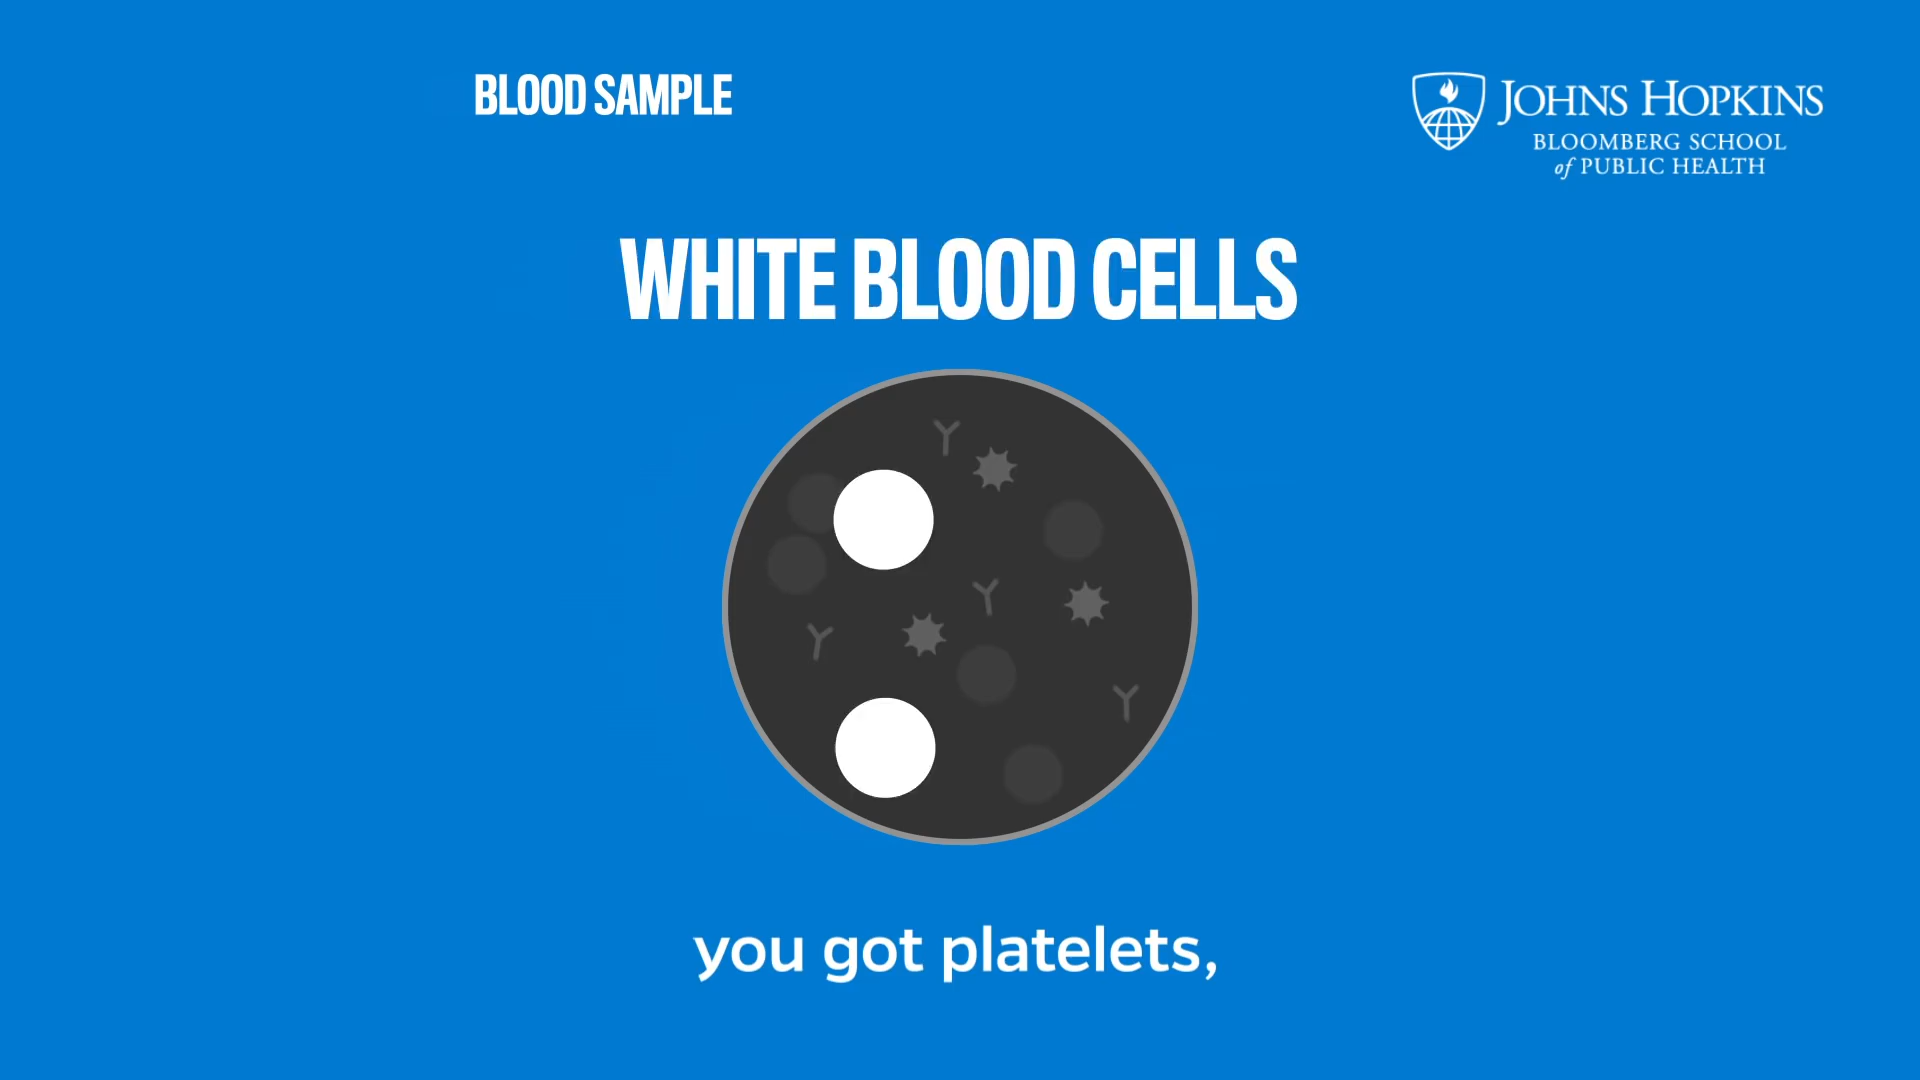 BLOOD SAMPLE
JOHNS HOPKINS
BLOOMBERG SCHOOL
of PUBLIC HEALTH
WHITE BLOOD CELLS
you got platelets,